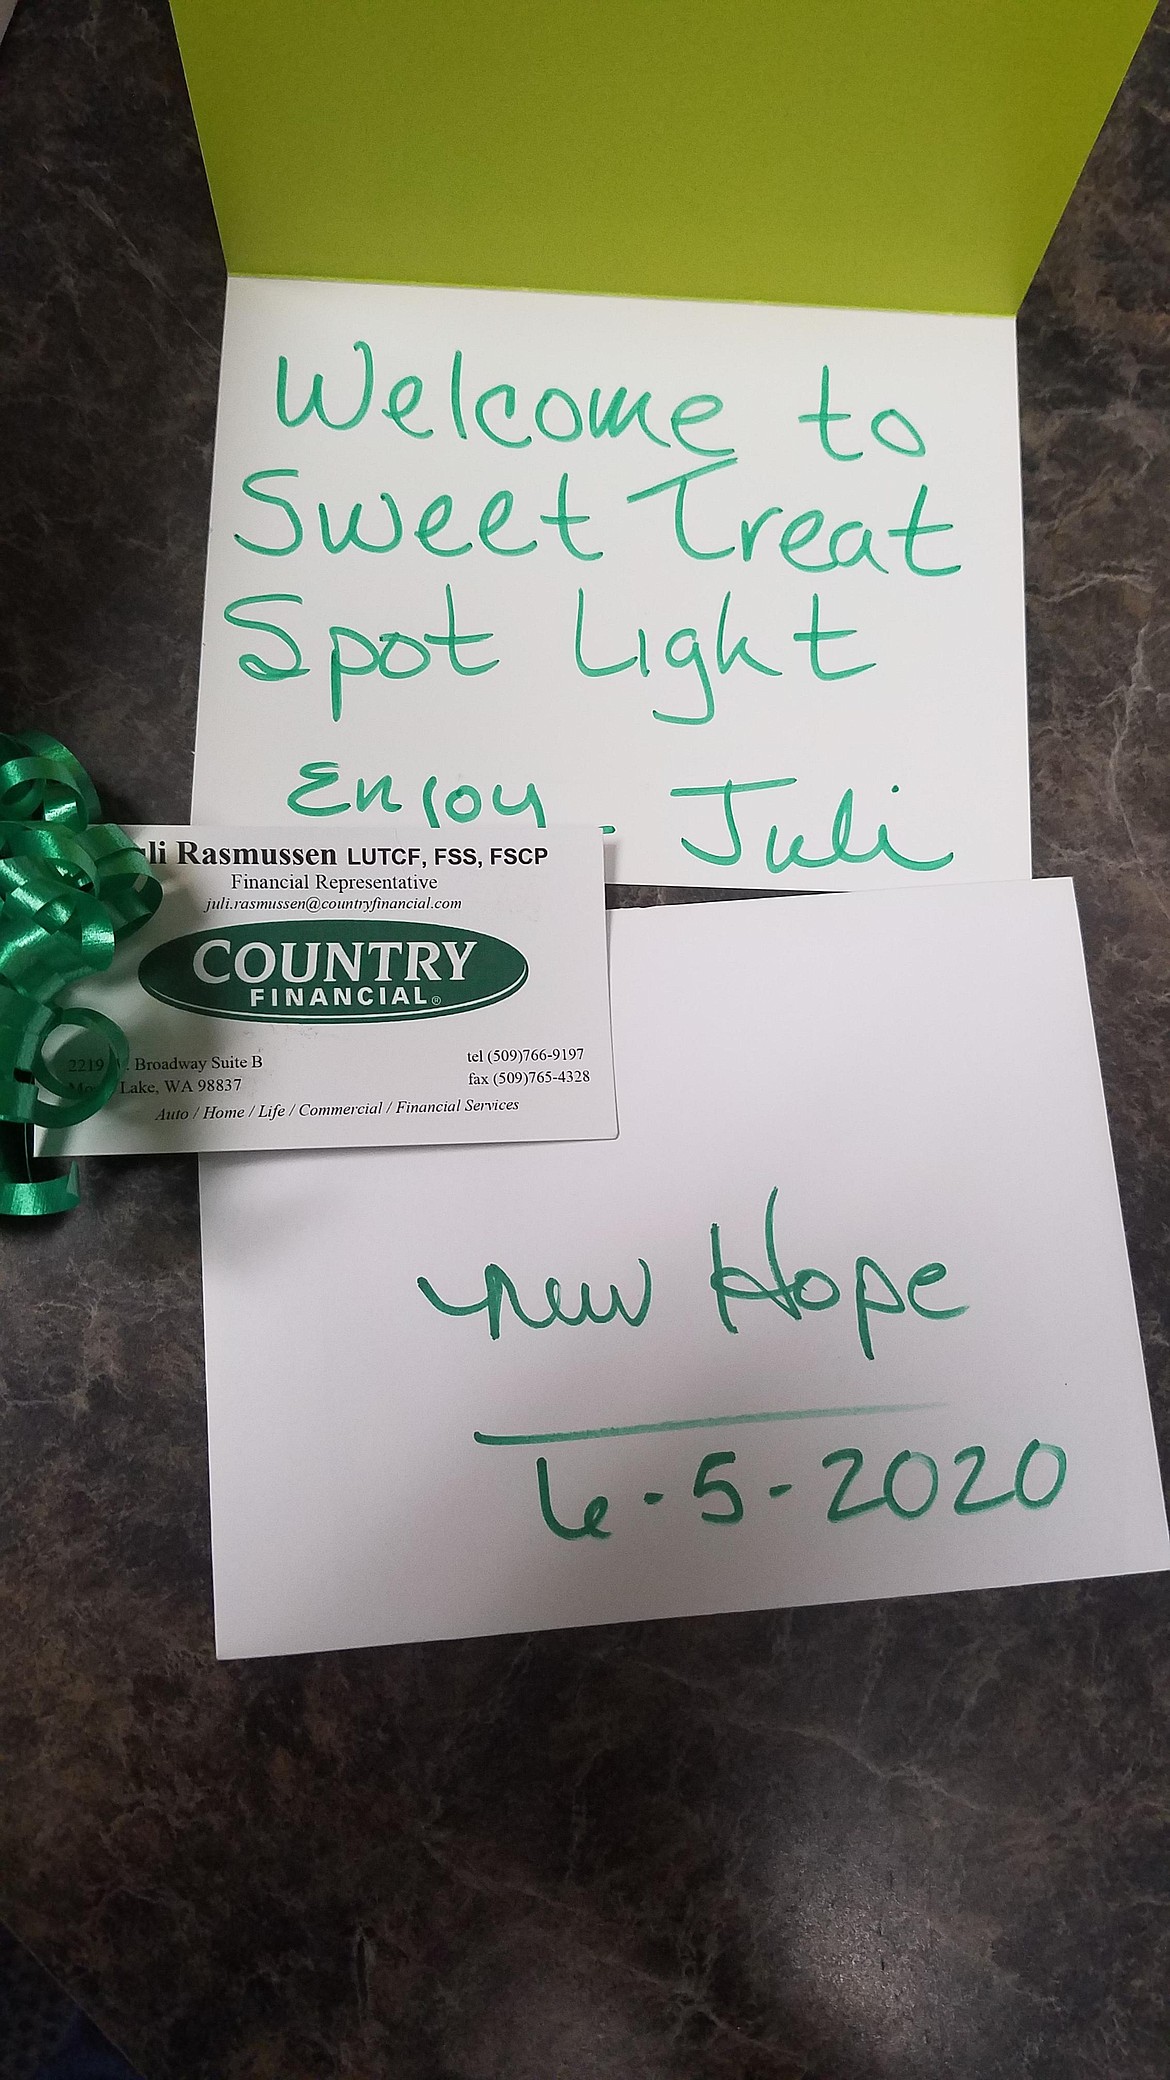 Welcome to
Sweet Treat
Spot Light
Enjoy - Juli
li Rasmussen LUTCF, FSS, FSCP
Financial Representative
juli.rasmussen@countryfinancial.com
COUNTRY
FINANCIAL®
2219 Broadway Suite B
Lake, WA 98837
tel (509)766-9197
fax (509)765-4328
Auto / Home / Life / Commercial / Financial Services
New Hope
6-5-2020